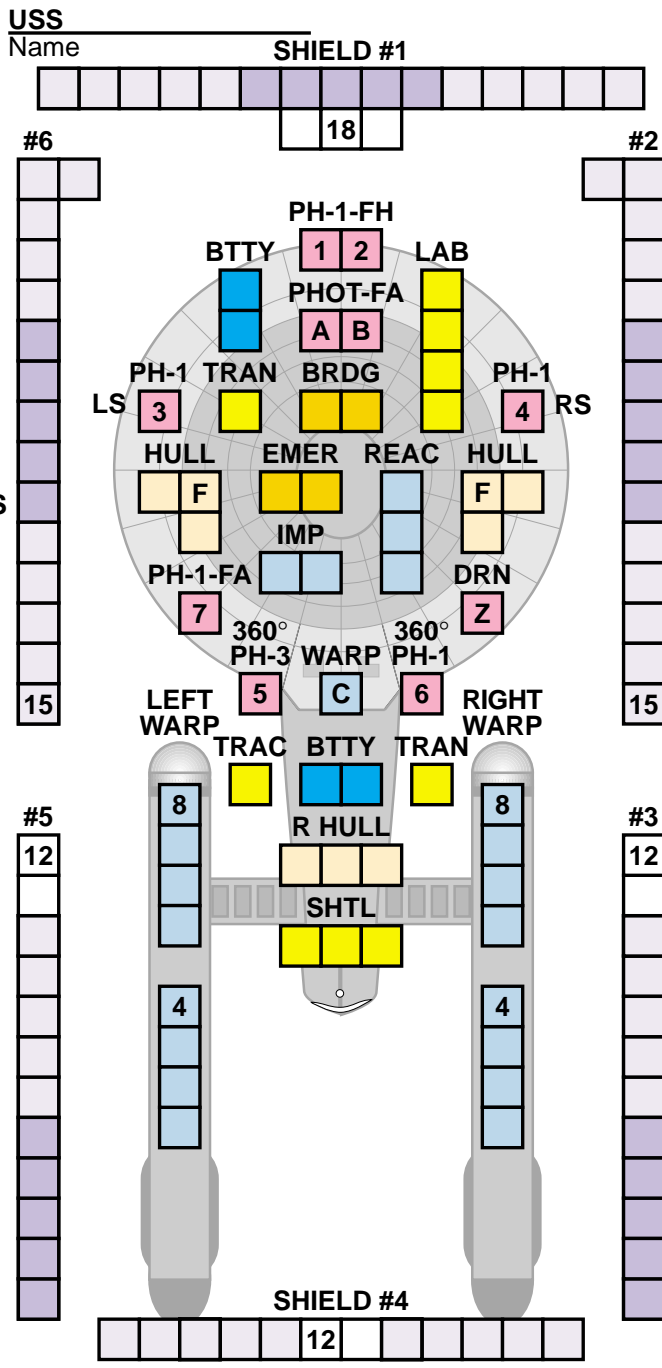 USS
Name
SHIELD #1
18
#6
#2
PH-1-FH
BTTY
1 2
LAB
PHOT-FA
A B
PH-1
TRAN
BRDG
PH-1
LS
3
4
RS
HULL
EMER
REAC
HULL
F
F
S
IMP
PH-1-FA
DRN
7
Z
360°
360°
PH-3
WARP
PH-1
5
C
6
15
15
LEFT
WARP
RIGHT
WARP
TRAC
BTTY
TRAN
8
8
#5
#3
R HULL
12
12
SHTL
4
4
SHIELD #4
12